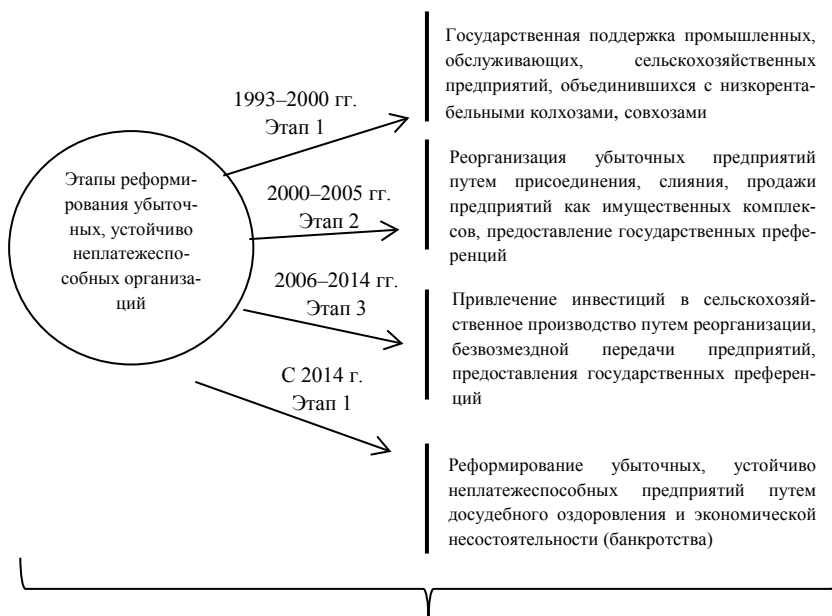 Этапы реформи-
рования убыточ-
ных, устойчиво
неплатежеспо-
собных организа-
ций
1993–2000 гг.
Этап 1
Государственная поддержка промышленных,
обслуживающих, сельскохозяйственных
предприятий, объединившихся с низкорента-
бельными колхозами, совхозами
2000–2005 гг.
Этап 2
Реорганизация убыточных предприятий
путем присоединения, слияния, продажи
предприятий как имущественных комплек-
сов, предоставление государственных префе-
ренций
2006–2014 гг.
Этап 3
Привлечение инвестиций в сельскохозяй-
ственное производство путем реорганизации,
безвозмездной передачи предприятий,
предоставления государственных преферен-
ций
С 2014 г.
Этап 1
Реформирование убыточных, устойчиво
неплатежеспособных предприятий путем
досудебного оздоровления и экономической
несостоятельности (банкротства)